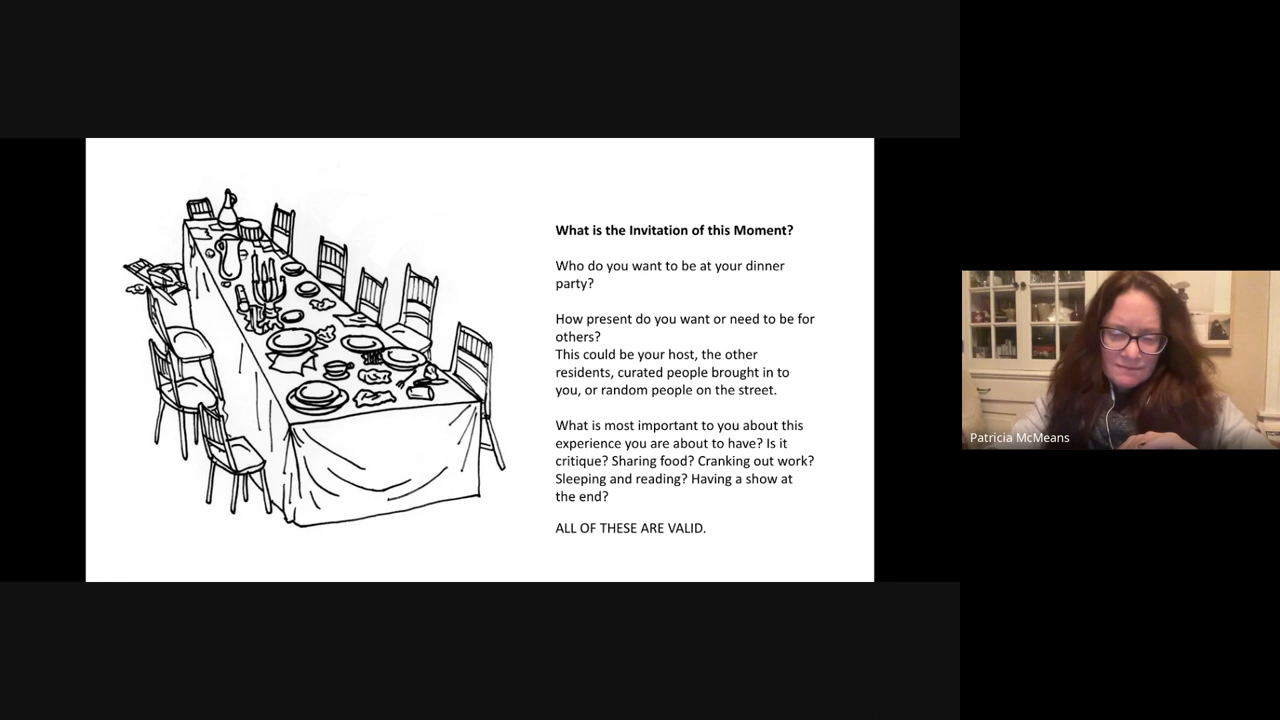 What is the Invitation of this Moment?
Who do you want to be at your dinner
party?
How present do you want or need to be for
others?
This could be your host, the other
residents, curated people brought in to
you, or random people on the street.
What is most important to you about this
experience you are about to have? Is it
critique? Sharing food? Cranking out work?
Sleeping and reading? Having a show at
the end?
ALL OF THESE ARE VALID.
Patricia McMeans